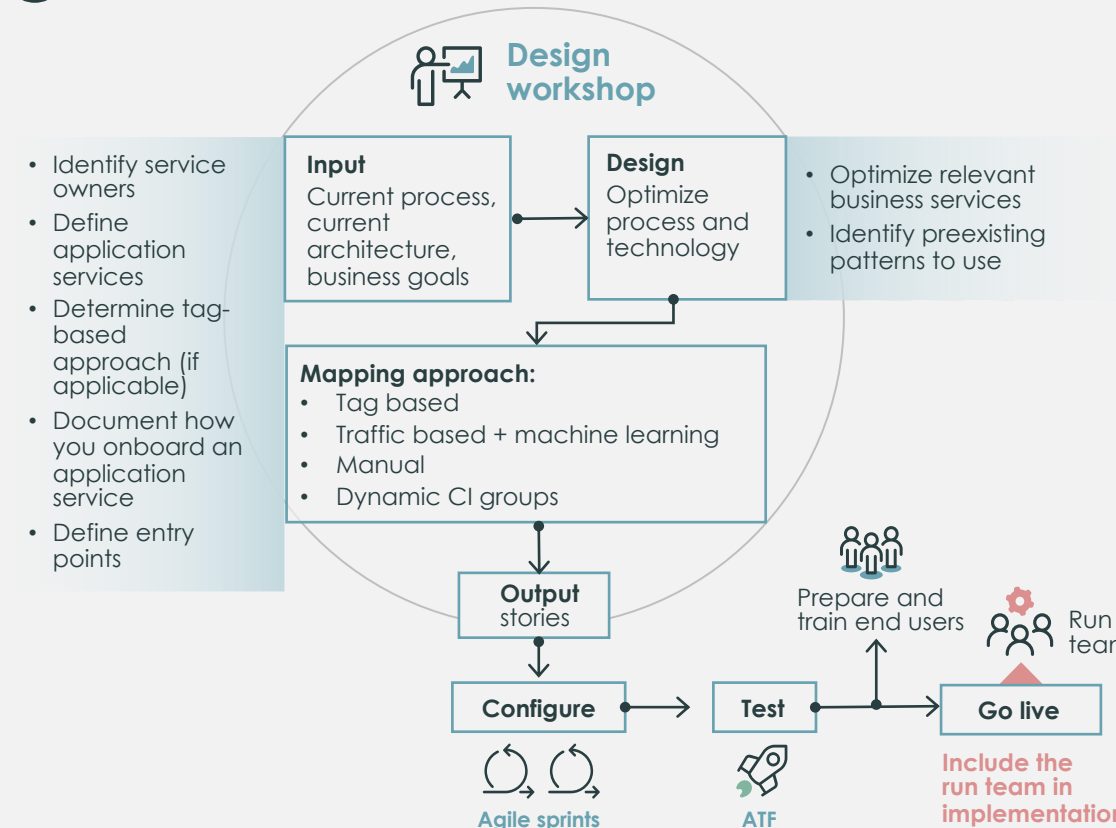 Design
workshop
• Identify service
owners
• Define
application
services
• Determine tag-
based
approach (if
applicable)
• Document how
you onboard an
application
service
• Define entry
points
Input
Current process,
current
architecture,
business goals
Design
Optimize
process and
technology
• Optimize relevant
business services
• Identify preexisting
patterns to use
Mapping approach:
• Tag based
• Traffic based + machine learning
• Manual
• Dynamic CI groups
Output
stories
Prepare and
train end users
Run
team
Configure
Test
Go live
Agile sprints
ATF
Include the
run team in
implementation